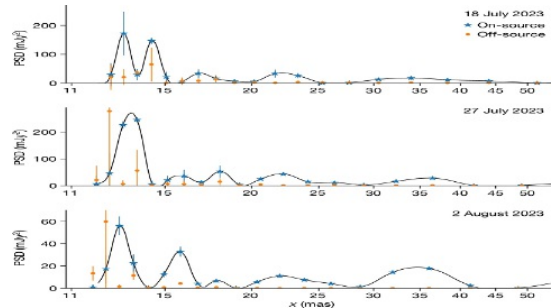 18 July 2023
On-source
Off-source
PSD (mJy²)
200
100
0
11 15 20 25 30 35 40 45 50
27 July 2023
PSD (mJy²)
200
100
0
11 15 20 25 30 35 40 45 50
2 August 2023
PSD (mJy²)
60
40
20
0
11 15 20 25 30 35 40 45 50
x (mas)